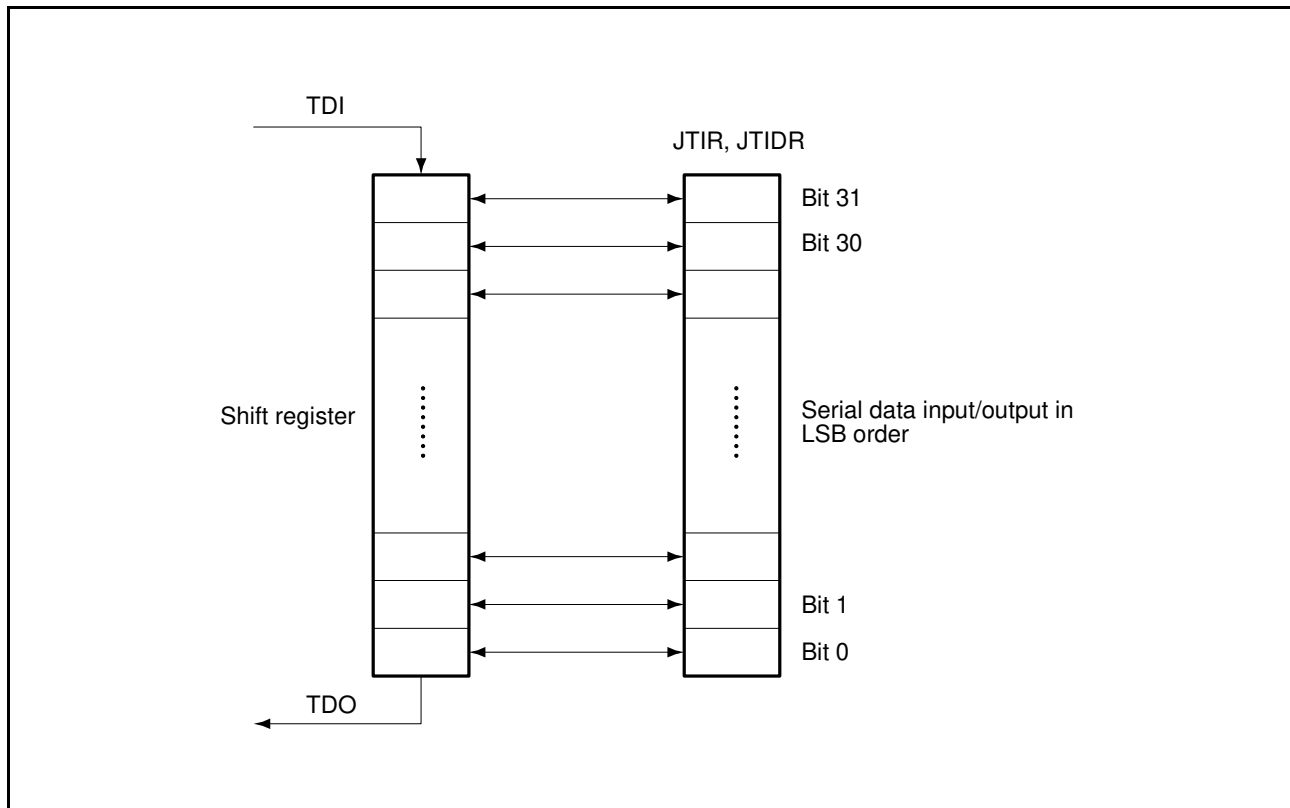 TDI
JTIR, JTIDR
Bit 31
Bit 30
Shift register
Serial data input/output in
LSB order
Bit 1
Bit 0
TDO